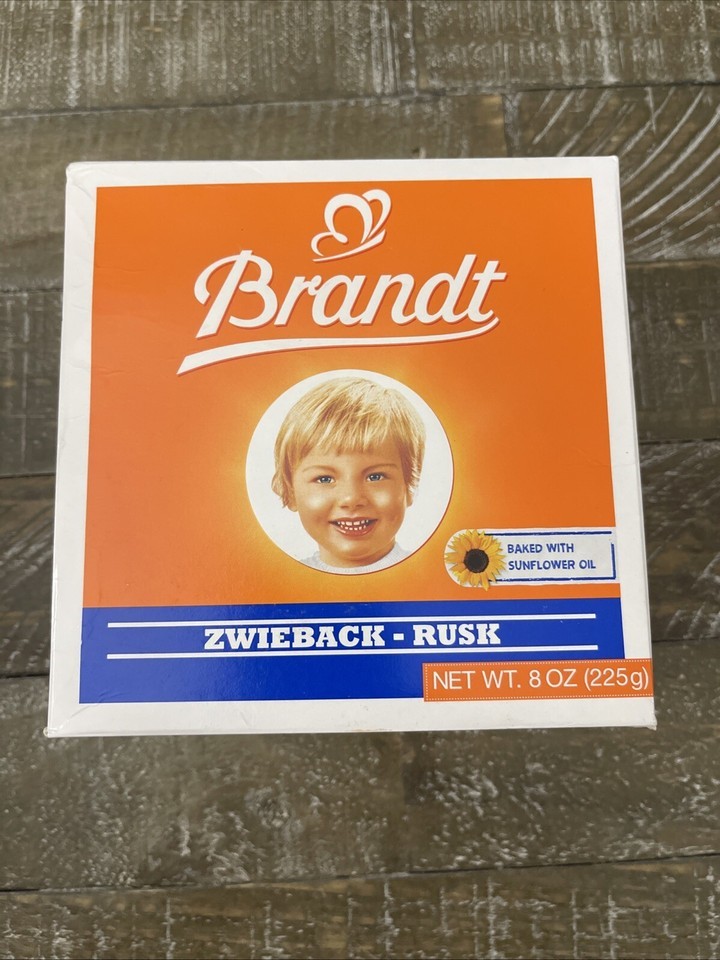 Brandt
BAKED WITH
SUNFLOWER OIL
ZWIEBACK - RUSK
NET WT. 8 OZ (225g)